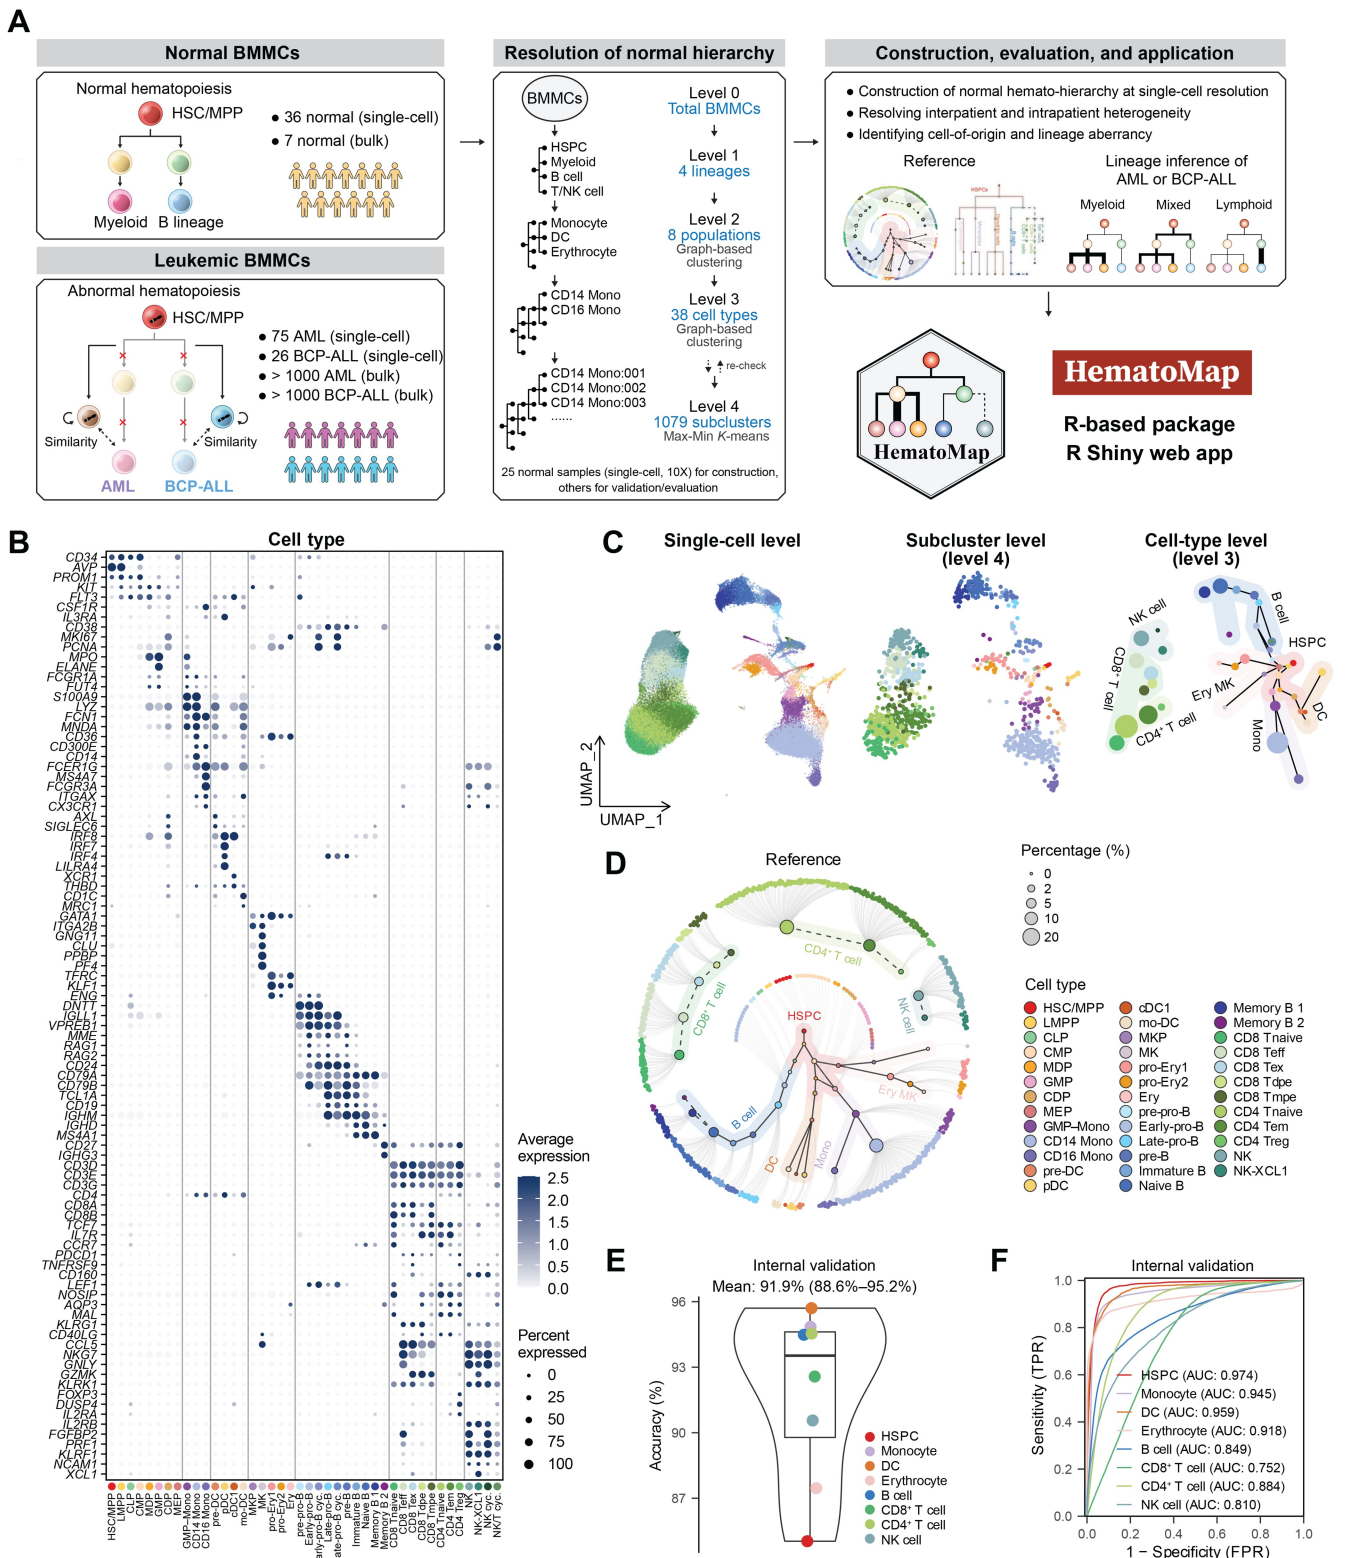 A
Normal BMMCs
Normal hematopoiesis
HSC/MPP
Myeloid
B lineage
● 36 normal (single-cell)
● 7 normal (bulk)
Leukemic BMMCs
Abnormal hematopoiesis
HSC/MPP
Similarity
Similarity
AML
BCP-ALL
● 75 AML (single-cell)
● 26 BCP-ALL (single-cell)
● > 1000 AML (bulk)
● > 1000 BCP-ALL (bulk)
Resolution of normal hierarchy
BMMCs
HSPC
Myeloid
B cell
T/NK cell
Monocyte
DC
Erythrocyte
CD14 Mono
CD16 Mono
CD14 Mono:001
CD14 Mono:002
CD14 Mono:003
......
Level 0
Total BMMCs
Level 1
4 lineages
Level 2
8 populations
Graph-based
clustering
Level 3
38 cell types
Graph-based
clustering
re-check
Level 4
1079 subclusters
Max-Min K-means
25 normal samples (single-cell, 10X) for construction,
others for validation/evaluation
Construction, evaluation, and application
● Construction of normal hemato-hierarchy at single-cell resolution
● Resolving interpatient and intrapatient heterogeneity
● Identifying cell-of-origin and lineage aberrancy
Reference
HSPCs
Lineage inference of
AML or BCP-ALL
Myeloid
Mixed
Lymphoid
HematoMap
HematoMap
R-based package
R Shiny web app
B
Cell type
CD34
AVP
PROM1
KIT
FLT3
CSF1R
IL3RA
CD38
MKI67
PCNA
MPO
ELANE
FCGR1A
FUT4
S100A9
LYZ
FCN1
MNDA
CD36
CD300E
CD14
FCER1G
MS4A7
FCGR3A
ITGAX
CX3CR1
AXL
SIGLEC6
IRF8
IRF7
IRF4
LILRA4
XCR1
THBD
CD1C
MRC1
GATA1
ITGA2B
GNG11
CLU
PPBP
PF4
TFRC
KLF1
ENG
DNTT
IGLL1
VPREB1
MME
RAG1
RAG2
CD24
CD79A
CD79B
TCL1A
CD19
IGHM
IGHD
MS4A1
CD27
IGHG3
CD3D
CD3E
CD3G
CD4
CD8A
CD8B
TCF7
IL7R
CCR7
PDCD1
TNFRSF9
CD160
LEF1
NOSIP
AQP3
MAL
KLRG1
CD40LG
CCL5
NKG7
GNLY
GZMK
KLRK1
FOXP3
DUSP4
IL2RA
IL2RB
FGFBP2
PRF1
KLRF1
NCAM1
XCL1
HSC/MPP
LMPP
CLP
CMP
MDP
GMP
CDP
MEP
GMP–Mono
CD14 Mono
CD16 Mono
pre-DC
pDC
cDC1
mo-DC
MKP
MK
pro-Ery1
pro-Ery2
Ery
pre-pro-B
Early-pro-B
arly-pro-B cyc.
Late-pro-B
ate-pro-B cyc.
pre-B
Immature B
Naive B
Memory B 1
Memory B 2
CD8 Tnaive
CD8 Teff
CD8 Tex
CD8 Tdpe
CD8 Tmpe
CD4 Tnaive
CD4 Tem
CD4 Treg
NK
NK-XCL1
NK cyc.
NK/T cyc.
Average
expression
2.5
2.0
1.5
1.0
0.5
0.0
Percent
expressed
0
25
50
75
100
C
Single-cell level
Subcluster level
(level 4)
Cell-type level
(level 3)
UMAP_2
UMAP_1
NK cell
CD8⁺ T cell
CD4⁺ T cell
B cell
HSPC
Ery MK
DC
Mono
D
Reference
CD4⁺ T cell
CD8⁺ T cell
NK cell
HSPC
Ery MK
B cell
DC
Mono
Percentage (%)
0
2
5
10
20
Cell type
HSC/MPP
LMPP
CLP
CMP
MDP
GMP
CDP
MEP
GMP–Mono
CD14 Mono
CD16 Mono
pre-DC
pDC
cDC1
mo-DC
MKP
MK
pro-Ery1
pro-Ery2
Ery
pre-pro-B
Early-pro-B
Late-pro-B
pre-B
Immature B
Naive B
Memory B 1
Memory B 2
CD8 Tnaive
CD8 Teff
CD8 Tex
CD8 Tdpe
CD8 Tmpe
CD4 Tnaive
CD4 Tem
CD4 Treg
NK
NK-XCL1
E
Internal validation
Mean: 91.9% (88.6%–95.2%)
Accuracy (%)
96
93
90
87
HSPC
Monocyte
DC
Erythrocyte
B cell
CD8⁺ T cell
CD4⁺ T cell
NK cell
F
Internal validation
Sensitivity (TPR)
1.0
0.8
0.6
0.4
0.2
0.0
HSPC (AUC: 0.974)
Monocyte (AUC: 0.945)
DC (AUC: 0.959)
Erythrocyte (AUC: 0.918)
B cell (AUC: 0.849)
CD8⁺ T cell (AUC: 0.752)
CD4⁺ T cell (AUC: 0.884)
NK cell (AUC: 0.810)
0.0
0.2
0.4
0.6
0.8
1.0
1 − Specificity (FPR)